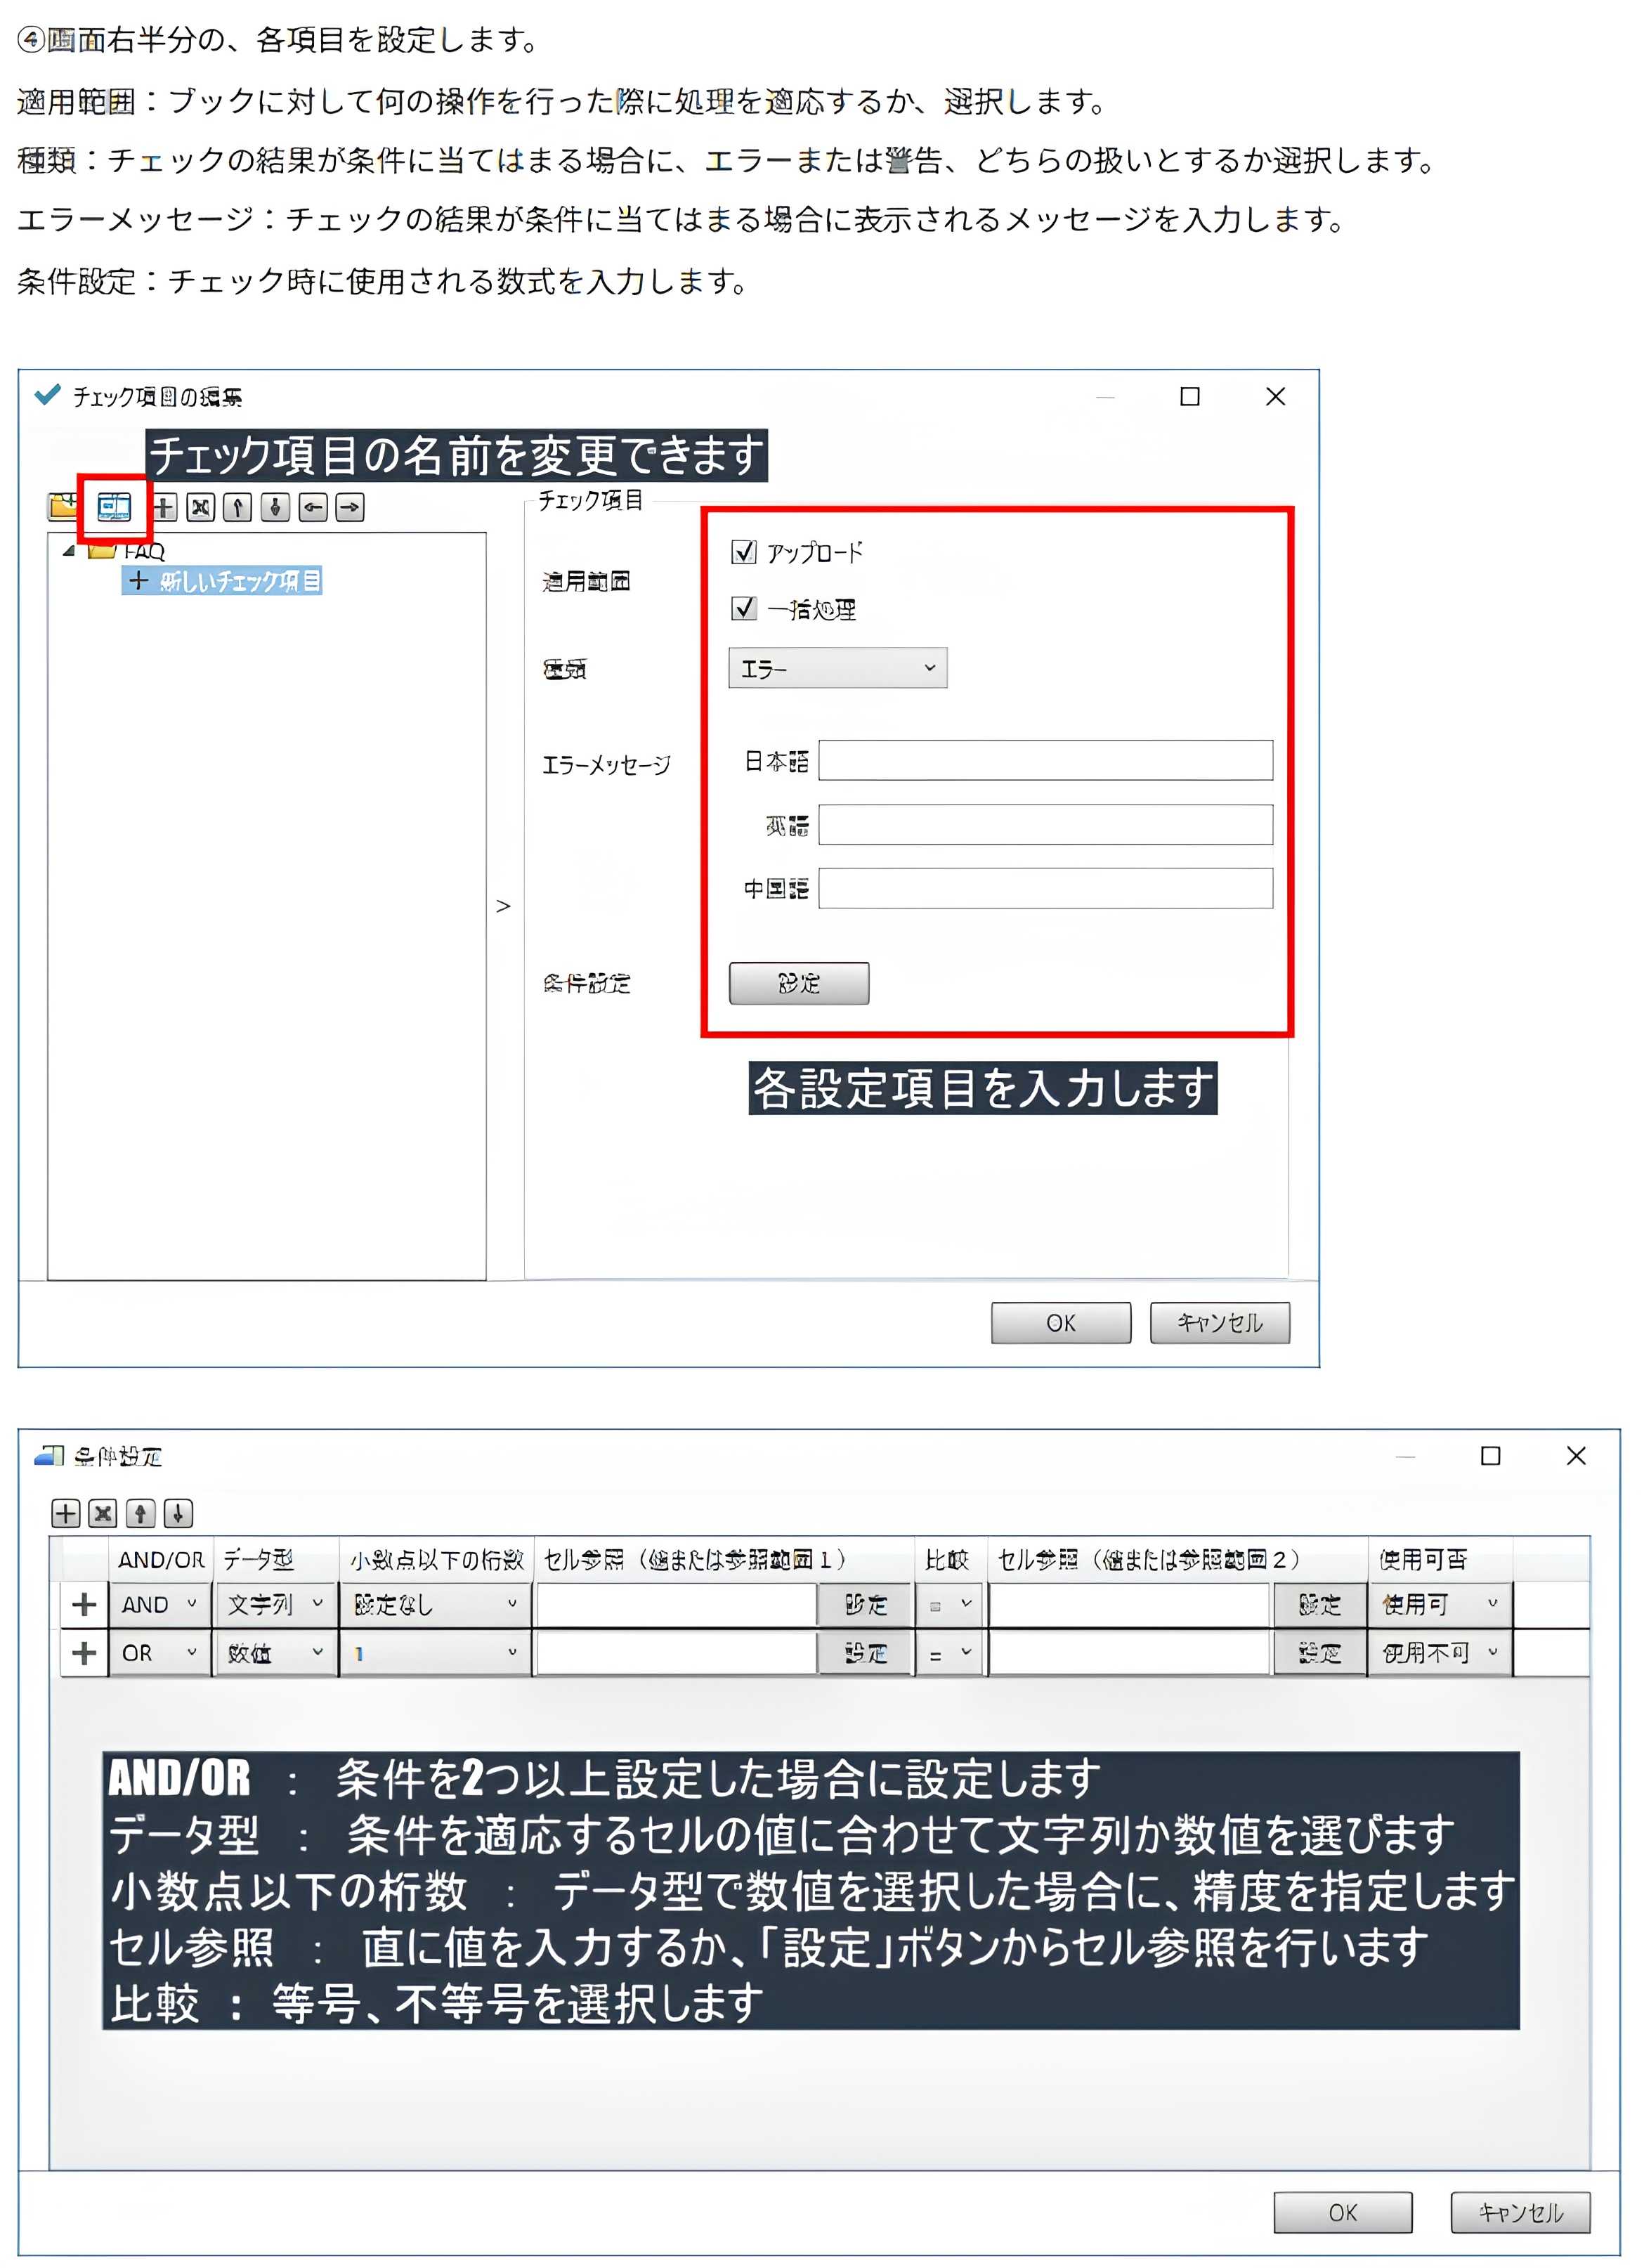 ④画面右半分の、各項目を設定します。
適用範囲：ブックに対して何の操作を行った際に処理を適応するか、選択します。
種類：チェックの結果が条件に当てはまる場合に、エラーまたは警告、どちらの扱いとするか選択します。
エラーメッセージ：チェックの結果が条件に当てはまる場合に表示されるメッセージを入力します。
条件設定：チェック時に使用される数式を入力します。
チェック項目の編集
チェック項目の名前を変更できます
チェック項目
FAQ
新しいチェック項目
適用範囲
アップロード
一括処理
種類
エラー
エラーメッセージ
日本語
英語
中国語
>
条件設定
設定
各設定項目を入力します
OK キャンセル
条件設定
AND/OR データ型 小数点以下の桁数 セル参照（値または参照範囲１） 比較 セル参照（値または参照範囲２） 使用可否
AND 文字列 設定なし 設定 = 設定 使用可
OR 数値 1 設定 = 設定 使用不可
AND/OR ： 条件を2つ以上設定した場合に設定します
データ型 ： 条件を適応するセルの値に合わせて文字列か数値を選びます
小数点以下の桁数 ： データ型で数値を選択した場合に、精度を指定します
セル参照 ： 直に値を入力するか、「設定」ボタンからセル参照を行います
比較 : 等号、不等号を選択します
OK キャンセル